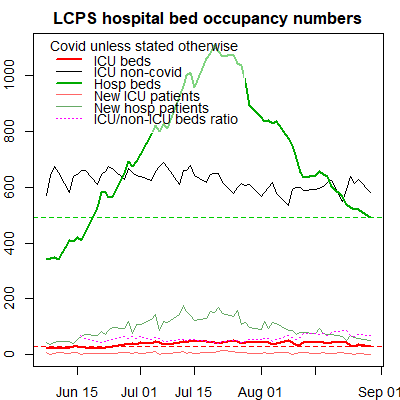 LCPS hospital bed occupancy numbers
Covid unless stated otherwise
ICU beds
ICU non-covid
Hosp beds
New ICU patients
New hosp patients
ICU/non-ICU beds ratio
1000
800
600
400
200
0
Jun 15 Jul 01 Jul 15 Aug 01 Sep 01